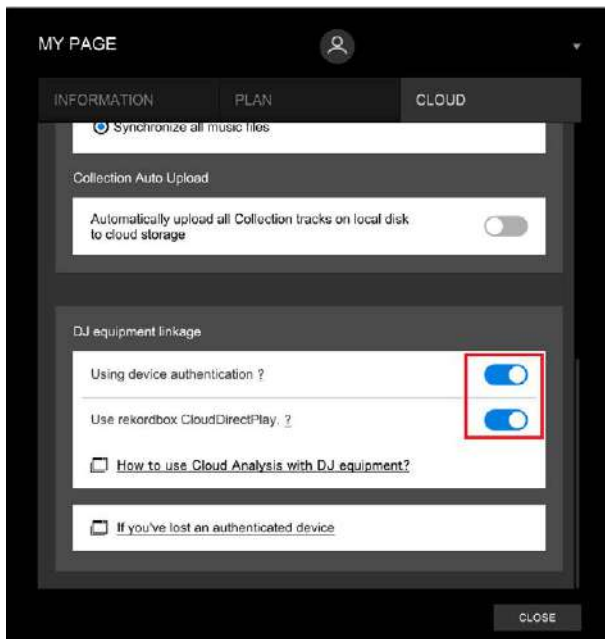 MY PAGE
INFORMATION
PLAN
CLOUD
Synchronize all music files
Collection Auto Upload
Automatically upload all Collection tracks on local disk
to cloud storage
DJ equipment linkage
Using device authentication ?
Use rekordbox CloudDirectPlay. ?
How to use Cloud Analysis with DJ equipment?
If you've lost an authenticated device
CLOSE